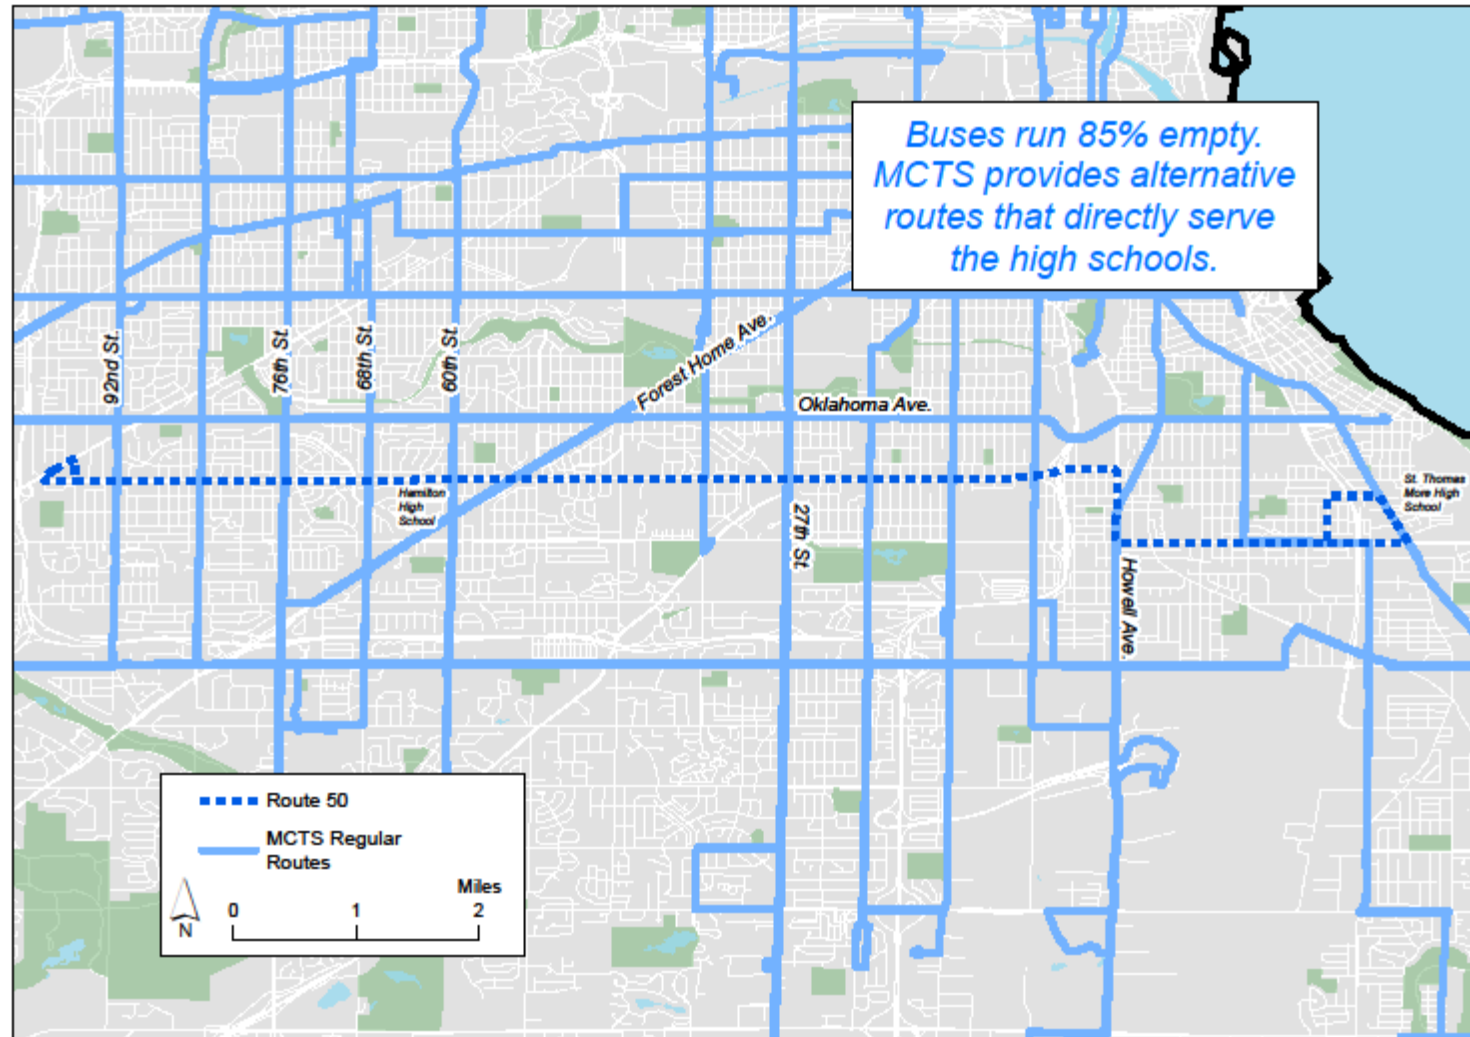 Buses run 85% empty.
MCTS provides alternative
routes that directly serve
the high schools.
92nd St.
76th St.
68th St.
60th St.
Forest Home Ave.
Oklahoma Ave.
Hamilton
High
School
27th St.
Howell Ave.
St. Thomas
More High
School
Route 50
MCTS Regular
Routes
Miles
0 1 2
N